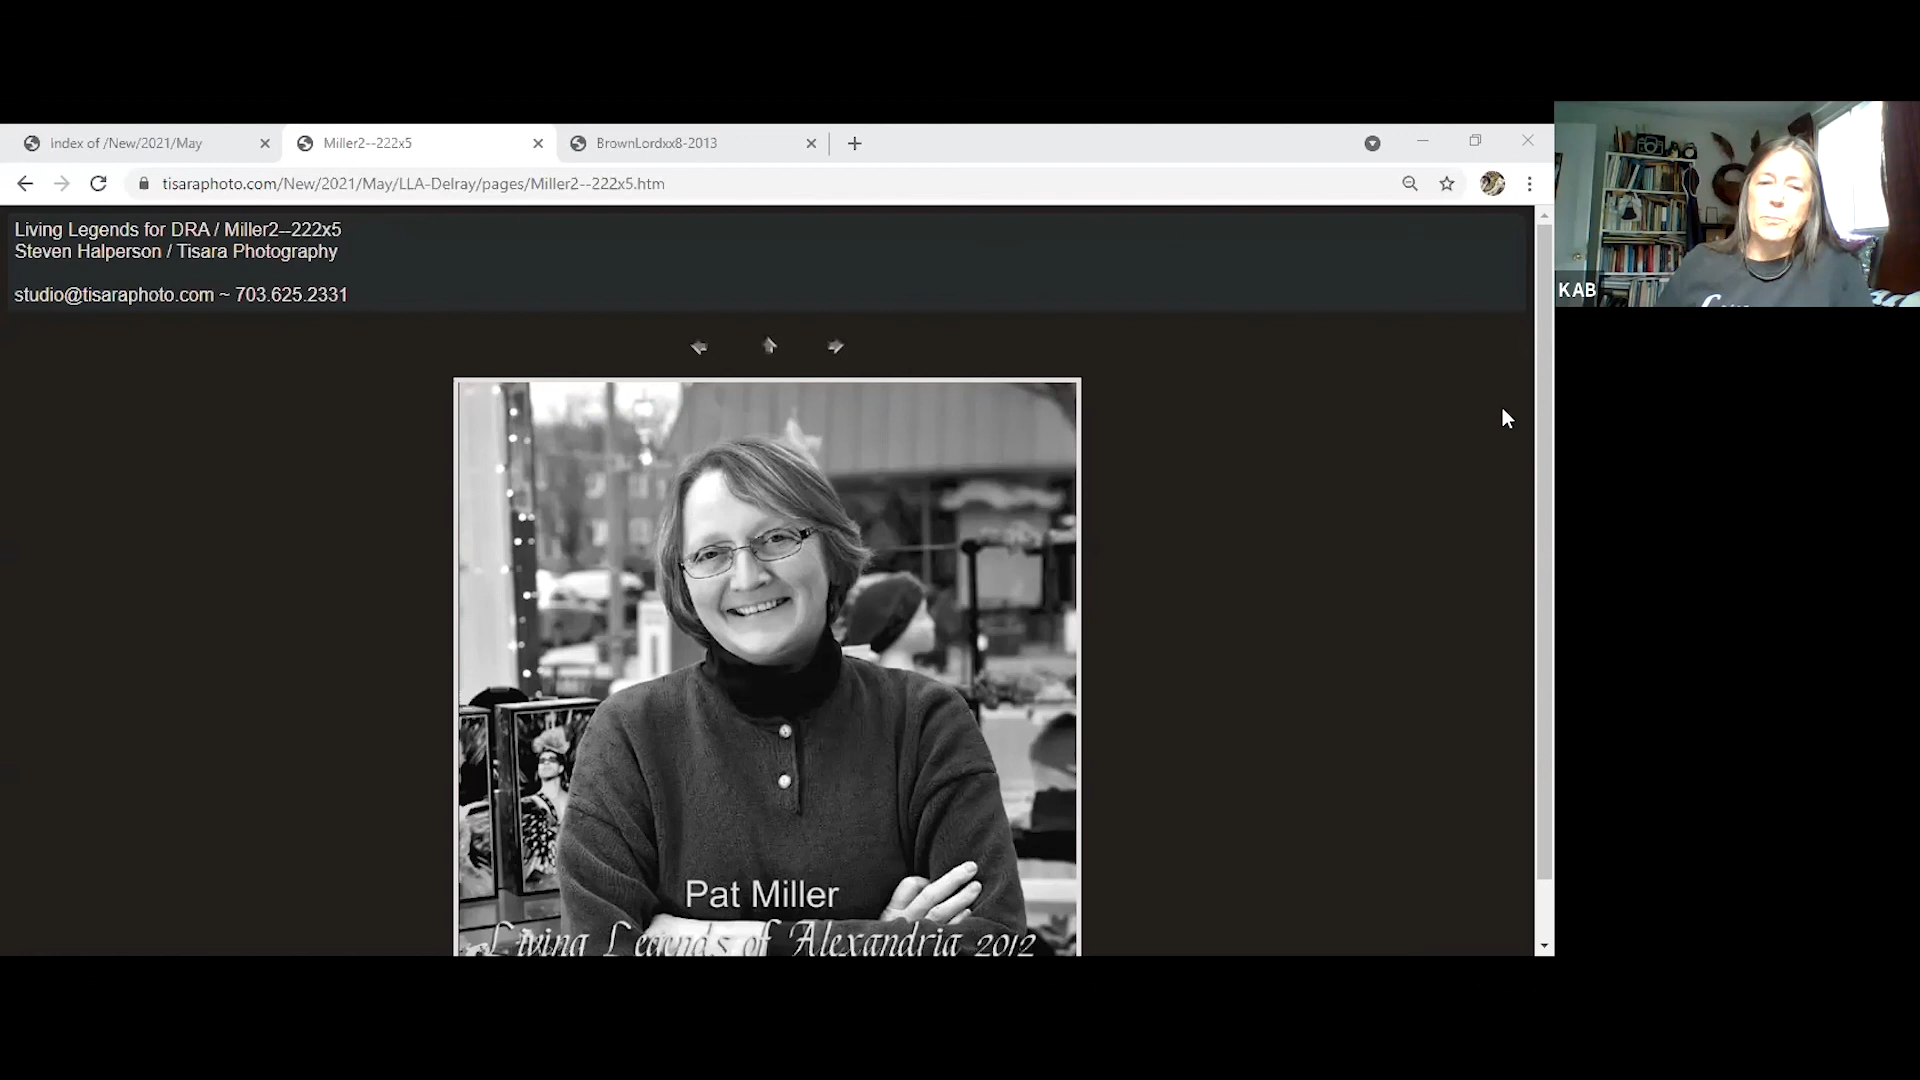 Index of /New/2021/May
Miller2--222x5
BrownLordxx8-2013
tisaraphoto.com/New/2021/May/LLA-Delray/pages/Miller2--222x5.htm
Living Legends for DRA / Miller2--222x5
Steven Halperson / Tisara Photography
studio@tisaraphoto.com ~ 703.625.2331
Pat Miller
Living Legends of Alexandria 2012
KAB